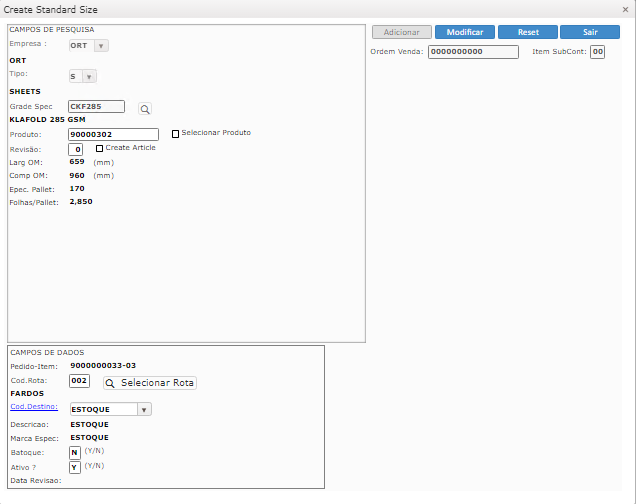 Create Standard Size ×
CAMPOS DE PESQUISA
Adicionar Modificar Reset Sair
Empresa : ORT
Ordem Venda: 0000000000 Item SubCont: 00
ORT
Tipo: S
SHEETS
Grade Spec CKF285
KLAFOLD 285 GSM
Produto: 90000302 Selecionar Produto
Revisão: 0 Create Article
Larg OM: 659 (mm)
Comp OM: 960 (mm)
Epec. Pallet: 170
Folhas/Pallet: 2,850
CAMPOS DE DADOS
Pedido-Item: 9000000033-03
Cod.Rota: 002 Selecionar Rota
FARDOS
Cod.Destino: ESTOQUE
Descricao: ESTOQUE
Marca Espec: ESTOQUE
Batoque: N (Y/N)
Ativo ? Y (Y/N)
Data Revisao: